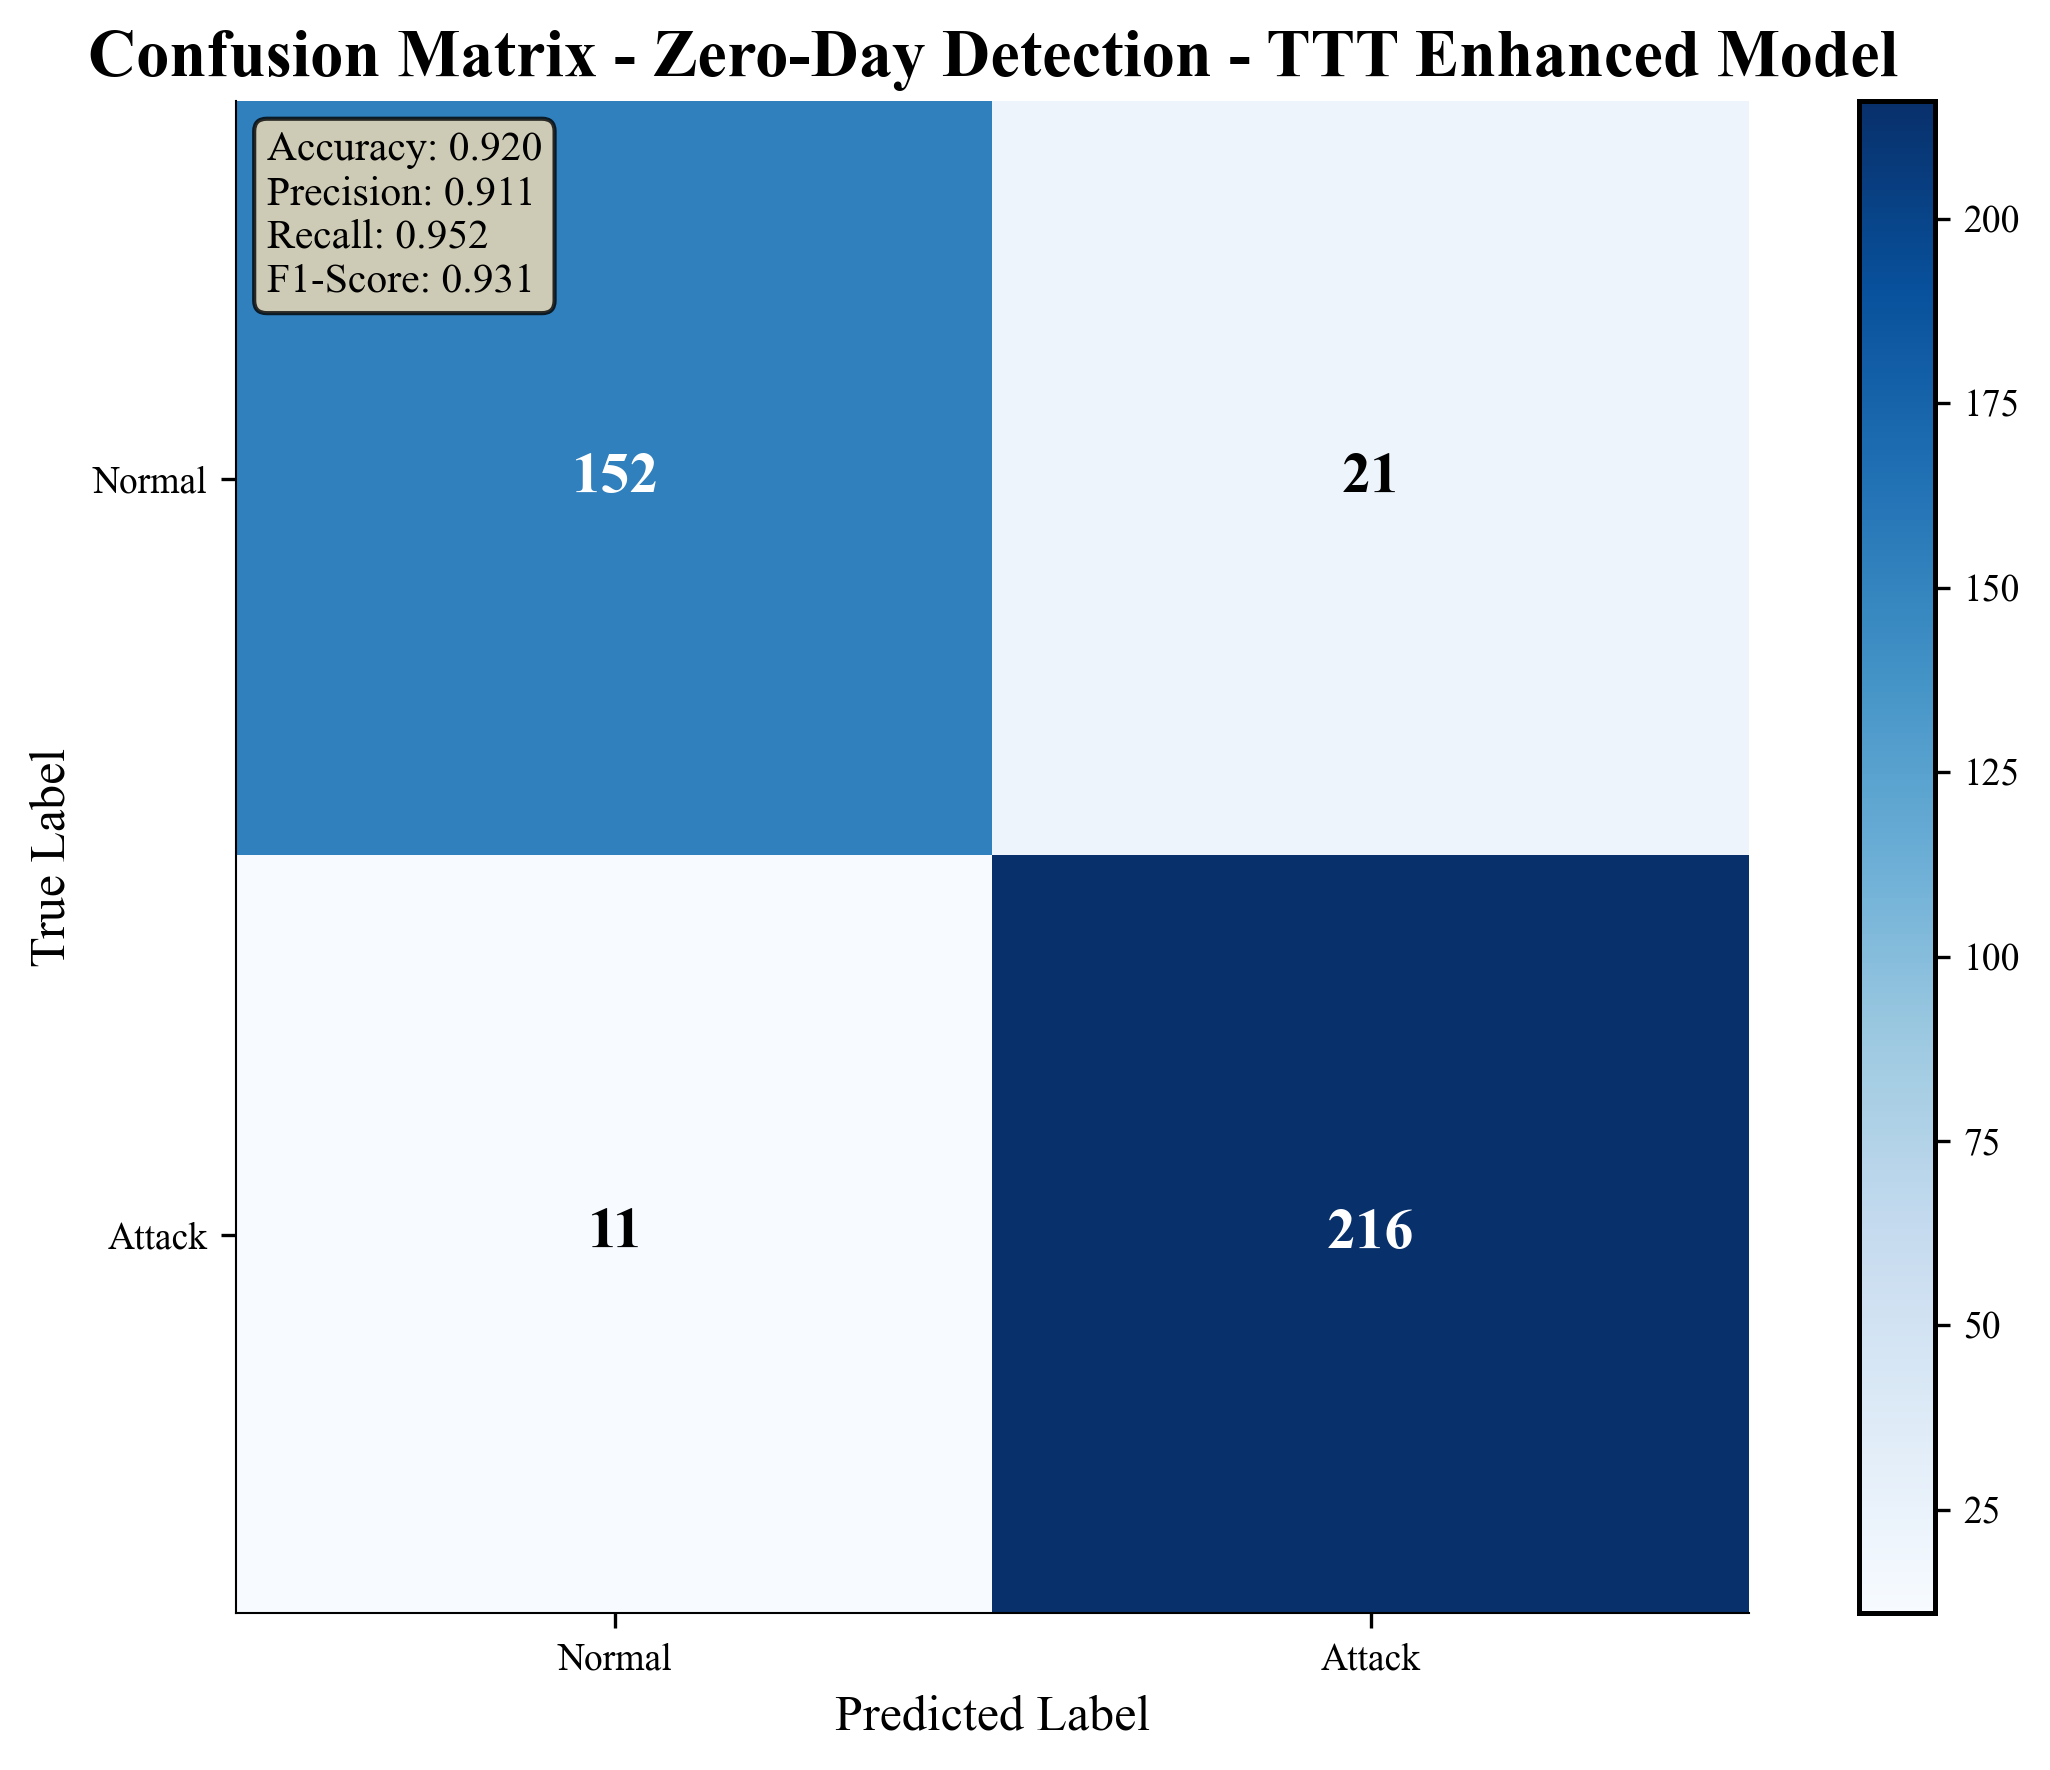 Confusion Matrix - Zero-Day Detection - TTT Enhanced Model
Accuracy: 0.920
Precision: 0.911
Recall: 0.952
F1-Score: 0.931
True Label
Normal
152
21
Attack
11
216
Normal
Attack
Predicted Label
200
175
150
125
100
75
50
25